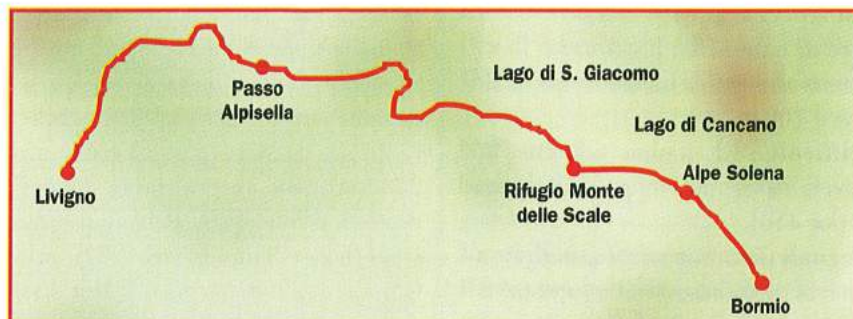 Lago di S. Giacomo
Passo
Alpisella
Lago di Cancano
Alpe Solena
Livigno
Rifugio Monte
delle Scale
Bormio